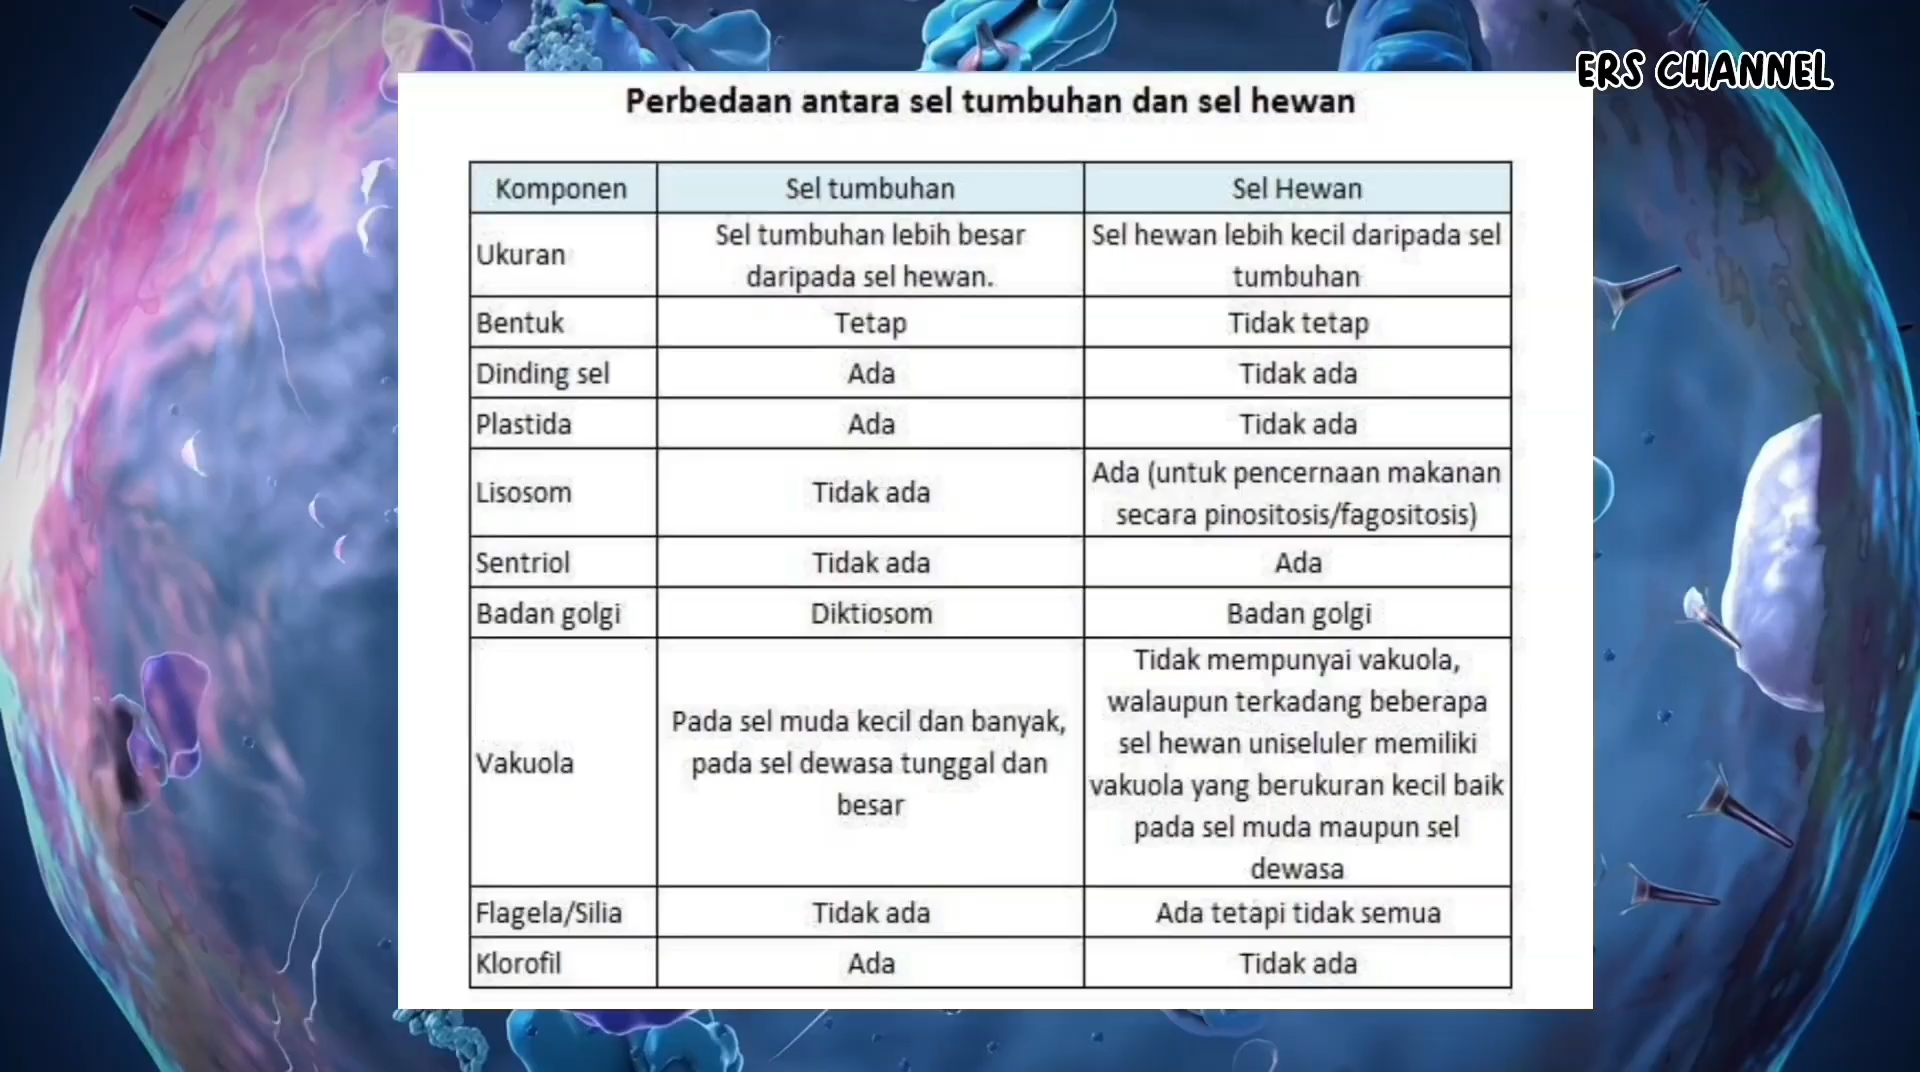 ERS CHANNEL
Perbedaan antara sel tumbuhan dan sel hewan
Komponen Sel tumbuhan Sel Hewan
Ukuran
Sel tumbuhan lebih besar
daripada sel hewan.
Sel hewan lebih kecil daripada sel
tumbuhan
Bentuk Tetap Tidak tetap
Dinding sel Ada Tidak ada
Plastida Ada Tidak ada
Lisosom Tidak ada
Ada (untuk pencernaan makanan
secara pinositosis/fagositosis)
Sentriol Tidak ada Ada
Badan golgi Diktiosom Badan golgi
Vakuola
Pada sel muda kecil dan banyak,
pada sel dewasa tunggal dan
besar
Tidak mempunyai vakuola,
walaupun terkadang beberapa
sel hewan uniseluler memiliki
vakuola yang berukuran kecil baik
pada sel muda maupun sel
dewasa
Flagela/Silia Tidak ada Ada tetapi tidak semua
Klorofil Ada Tidak ada